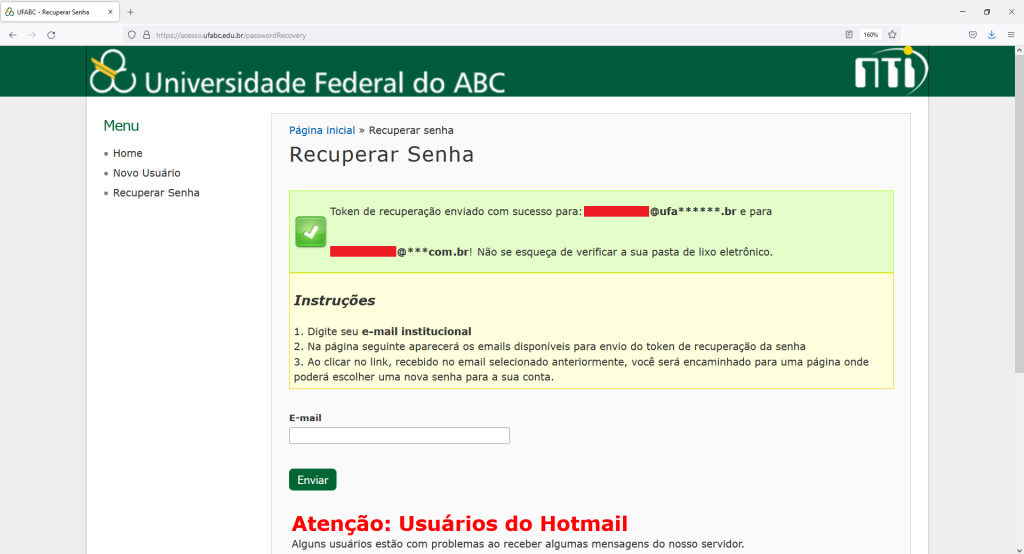 UFABC - Recuperar Senha
https://acesso.ufabc.edu.br/passwordRecovery
160%
Universidade Federal do ABC
nTi
Menu
Home
Novo Usuário
Recuperar Senha
Página inicial » Recuperar senha
Recuperar Senha
Token de recuperação enviado com sucesso para: @ufa******.br e para
@***com.br! Não se esqueça de verificar a sua pasta de lixo eletrônico.
Instruções
1. Digite seu e-mail institucional
2. Na página seguinte aparecerá os emails disponíveis para envio do token de recuperação da senha
3. Ao clicar no link, recebido no email selecionado anteriormente, você será encaminhado para uma página onde
poderá escolher uma nova senha para a sua conta.
E-mail
Enviar
Atenção: Usuários do Hotmail
Alguns usuários estão com problemas ao receber algumas mensagens do nosso servidor.